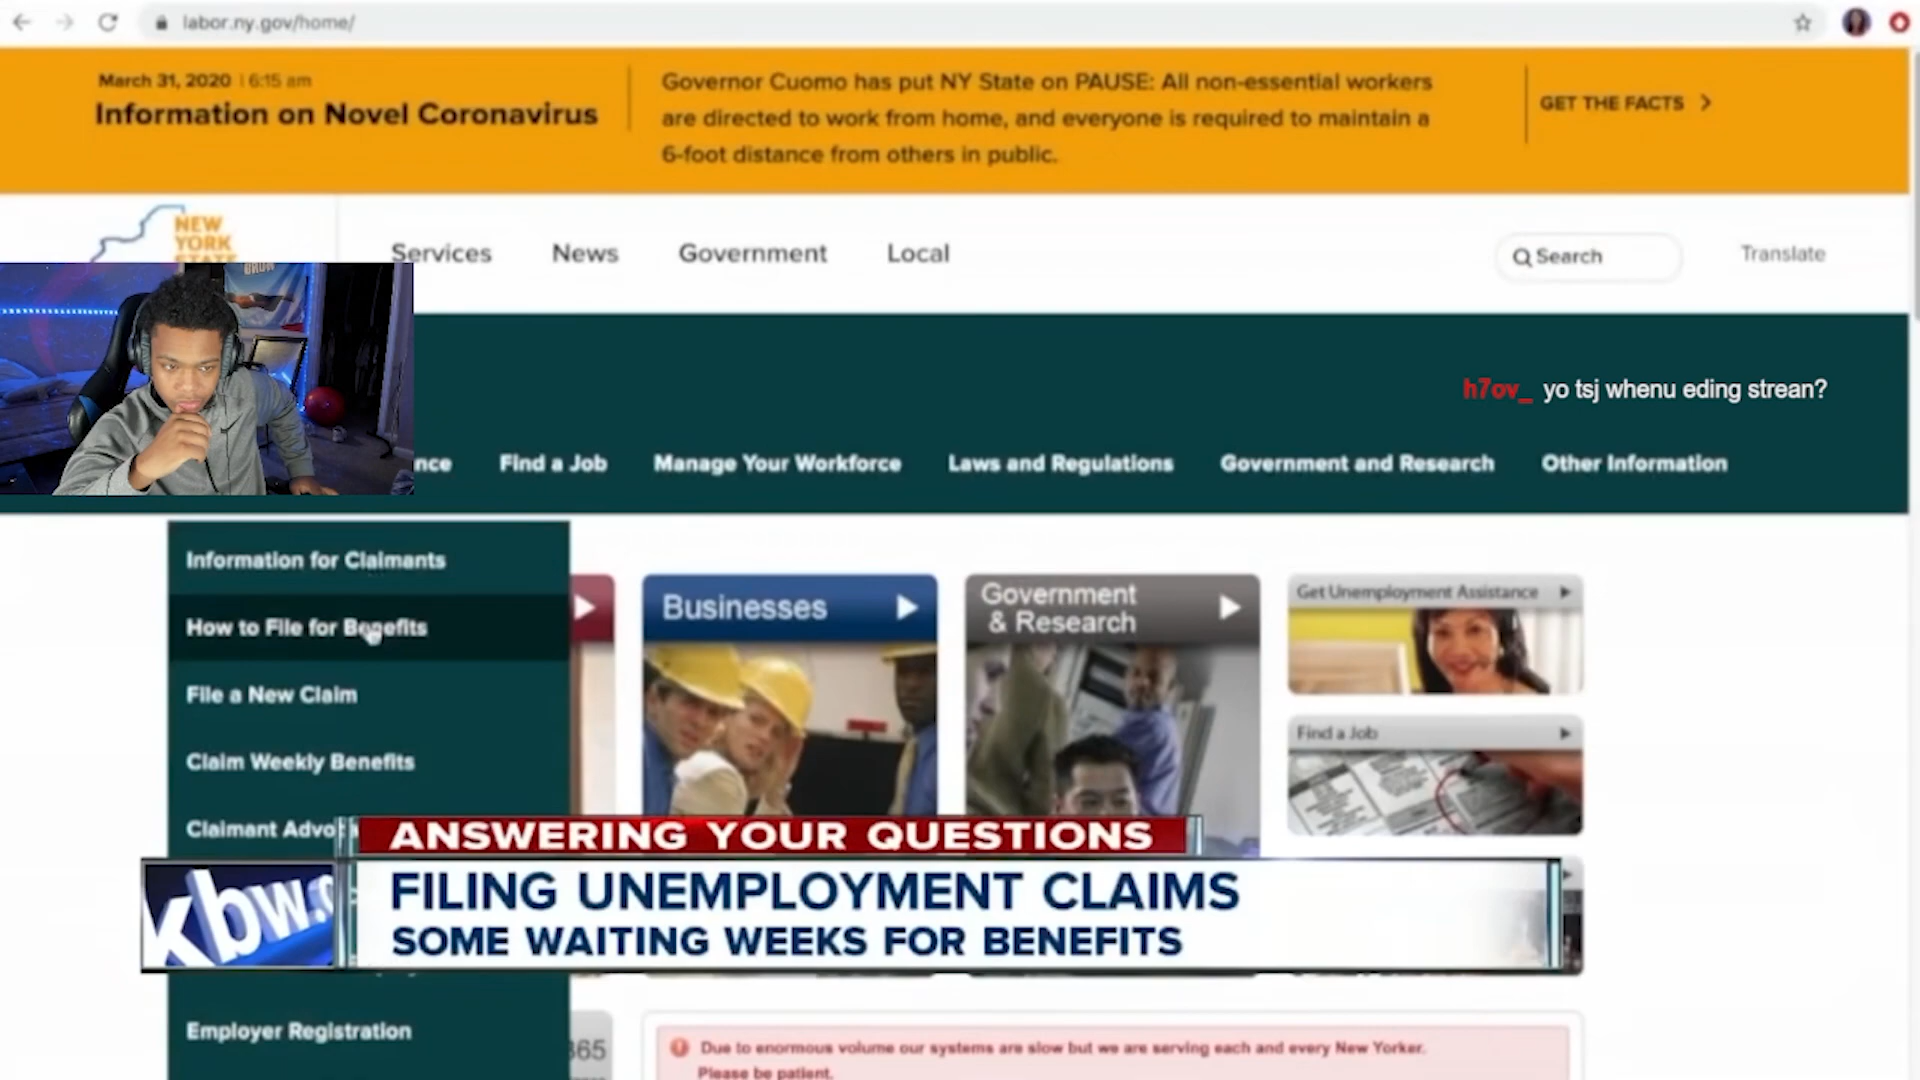 labor.ny.gov/home/
March 31, 2020 | 6:15 am
Information on Novel Coronavirus
Governor Cuomo has put NY State on PAUSE: All non-essential workers
are directed to work from home, and everyone is required to maintain a
6-foot distance from others in public.
GET THE FACTS
NEW
YORK
STATE
Services News Government Local
Search
Translate
h7ov_ yo tsj whenu eding strean?
nce Find a Job Manage Your Workforce Laws and Regulations Government and Research Other Information
Information for Claimants
How to File for Benefits
File a New Claim
Claim Weekly Benefits
Claimant Advo
Employer Registration
Businesses
Government
& Research
Get Unemployment Assistance
Find a Job
ANSWERING YOUR QUESTIONS
kbw.c
FILING UNEMPLOYMENT CLAIMS
SOME WAITING WEEKS FOR BENEFITS
365
Due to enormous volume our systems are slow but we are serving each and every New Yorker.
Please be patient.